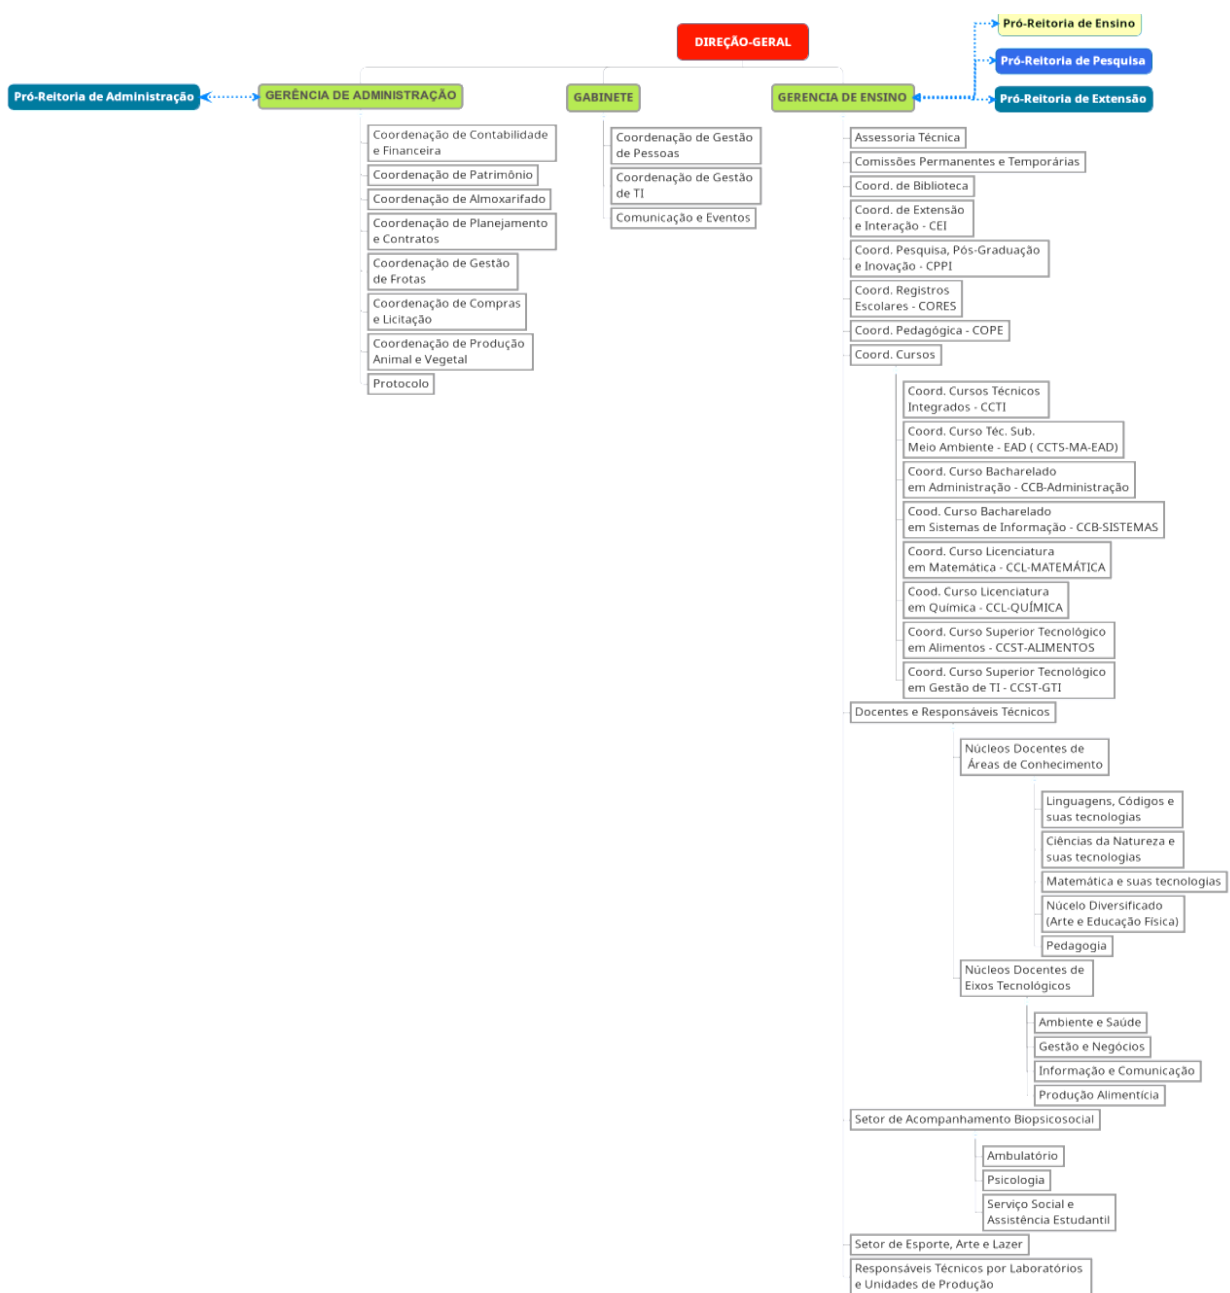 DIREÇÃO-GERAL
Pró-Reitoria de Ensino
Pró-Reitoria de Pesquisa
Pró-Reitoria de Extensão
Pró-Reitoria de Administração
GERÊNCIA DE ADMINISTRAÇÃO
GABINETE
GERENCIA DE ENSINO
Coordenação de Contabilidade
e Financeira
Coordenação de Patrimônio
Coordenação de Almoxarifado
Coordenação de Planejamento
e Contratos
Coordenação de Gestão
de Frotas
Coordenação de Compras
e Licitação
Coordenação de Produção
Animal e Vegetal
Protocolo
Coordenação de Gestão
de Pessoas
Coordenação de Gestão
de TI
Comunicação e Eventos
Assessoria Técnica
Comissões Permanentes e Temporárias
Coord. de Biblioteca
Coord. de Extensão
e Interação - CEI
Coord. Pesquisa, Pós-Graduação
e Inovação - CPPI
Coord. Registros
Escolares - CORES
Coord. Pedagógica - COPE
Coord. Cursos
Coord. Cursos Técnicos
Integrados - CCTI
Coord. Curso Téc. Sub.
Meio Ambiente - EAD ( CCTS-MA-EAD)
Coord. Curso Bacharelado
em Administração - CCB-Administração
Cood. Curso Bacharelado
em Sistemas de Informação - CCB-SISTEMAS
Coord. Curso Licenciatura
em Matemática - CCL-MATEMÁTICA
Cood. Curso Licenciatura
em Química - CCL-QUÍMICA
Coord. Curso Superior Tecnológico
em Alimentos - CCST-ALIMENTOS
Coord. Curso Superior Tecnológico
em Gestão de TI - CCST-GTI
Docentes e Responsáveis Técnicos
Núcleos Docentes de
Áreas de Conhecimento
Linguagens, Códigos e
suas tecnologias
Ciências da Natureza e
suas tecnologias
Matemática e suas tecnologias
Núcelo Diversificado
(Arte e Educação Física)
Pedagogia
Núcleos Docentes de
Eixos Tecnológicos
Ambiente e Saúde
Gestão e Negócios
Informação e Comunicação
Produção Alimentícia
Setor de Acompanhamento Biopsicosocial
Ambulatório
Psicologia
Serviço Social e
Assistência Estudantil
Setor de Esporte, Arte e Lazer
Responsáveis Técnicos por Laboratórios
e Unidades de Produção